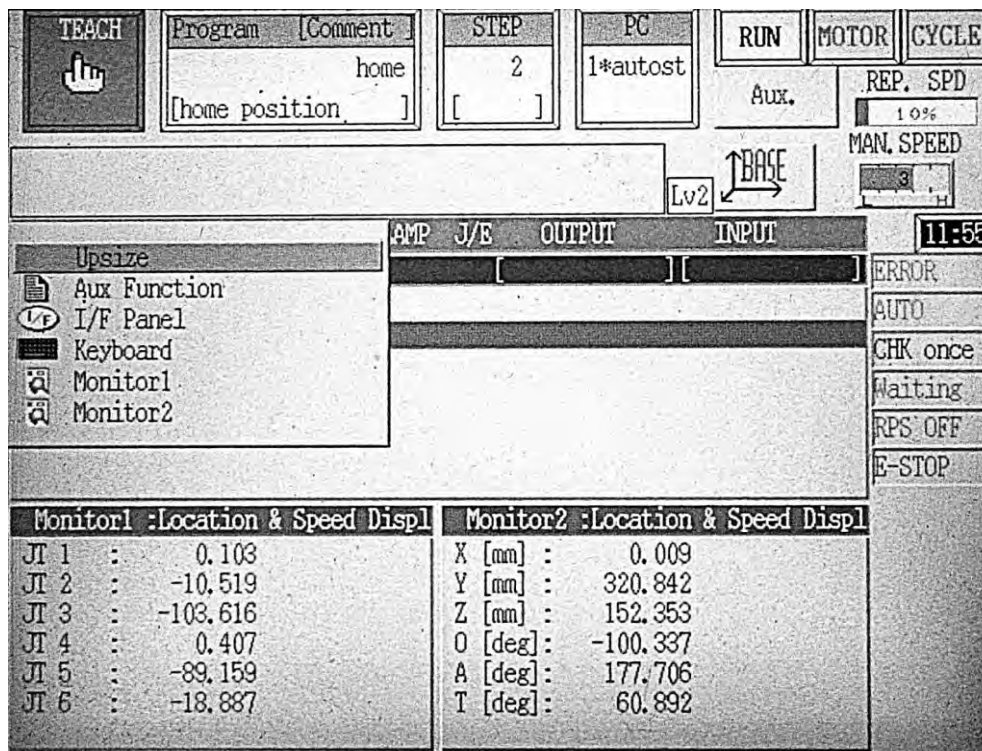 TEACH
Program [Comment ]
home
[home position ]
STEP
2
[ ]
PC
1*autost
RUN
MOTOR
CYCLE
Aux.
REP. SPD
10%
MAN. SPEED
3
H
BASE
Lv2
11:55
AMP J/E OUTPUT INPUT
[ ][ ]
Upsize
Aux Function
I/F I/F Panel
Keyboard
Monitor1
Monitor2
ERROR
AUTO
CHK once
Waiting
RPS OFF
E-STOP
Monitor1 :Location & Speed Displ
JT 1 : 0.103
JT 2 : -10.519
JT 3 : -103.616
JT 4 : 0.407
JT 5 : -89.159
JT 6 : -18.887
Monitor2 :Location & Speed Displ
X [mm] : 0.009
Y [mm] : 320.842
Z [mm] : 152.353
O [deg]: -100.337
A [deg]: 177.706
T [deg]: 60.892